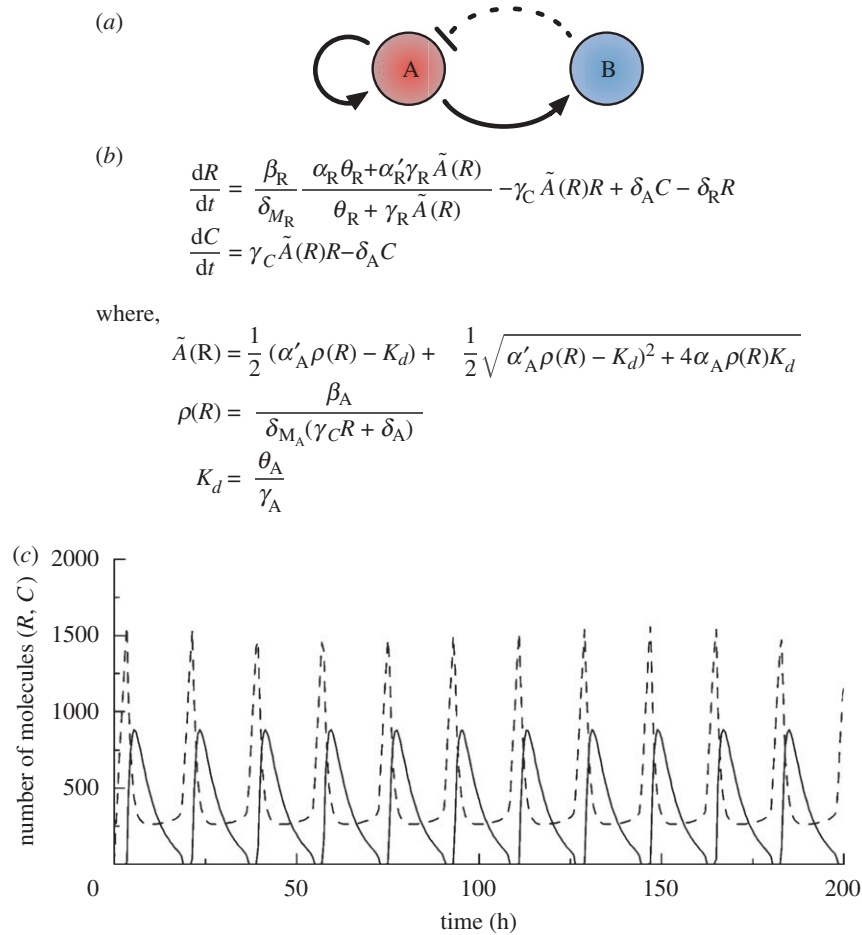 (a)
A
B
(b)
dR/dt = β_R/δ_{M_R} (α_Rθ_R+α′_Rγ_R Ã(R))/(θ_R + γ_R Ã(R)) −γ_C Ã(R)R + δ_A C − δ_R R
dC/dt = γ_C Ã(R)R−δ_A C
where,
Ã(R) = 1/2 (α′_A ρ(R) − K_d) + 1/2 √(α′_A ρ(R) − K_d)² + 4α_A ρ(R)K_d
ρ(R) = β_A/(δ_{M_A}(γ_C R + δ_A))
K_d = θ_A/γ_A
(c)
number of molecules (R, C)
2000
1500
1000
500
0
50
100
150
200
time (h)